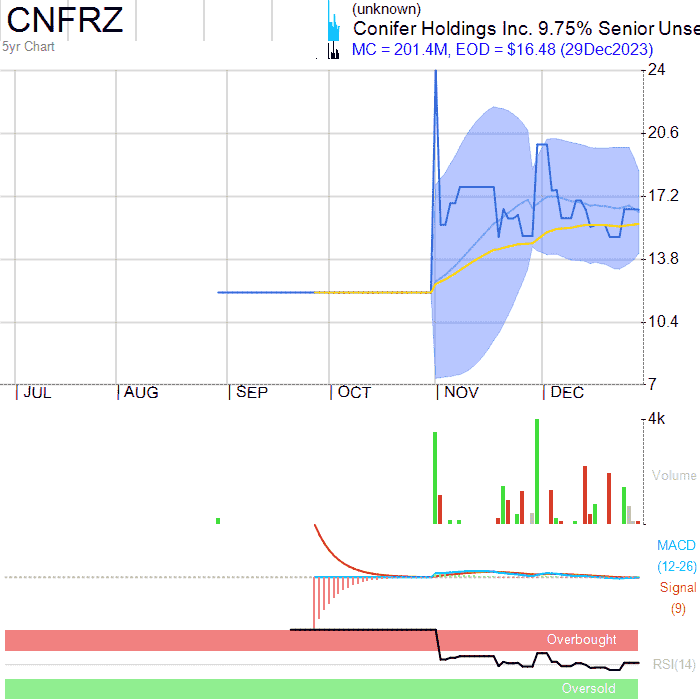 CNFRZ
(unknown)
Conifer Holdings Inc. 9.75% Senior Unse
5yr Chart
MC = 201.4M, EOD = $16.48 (29Dec2023)
24
20.6
17.2
13.8
10.4
7
JUL AUG SEP OCT NOV DEC
4k
Volume
MACD
(12-26)
Signal
(9)
Overbought
RSI(14)
Oversold